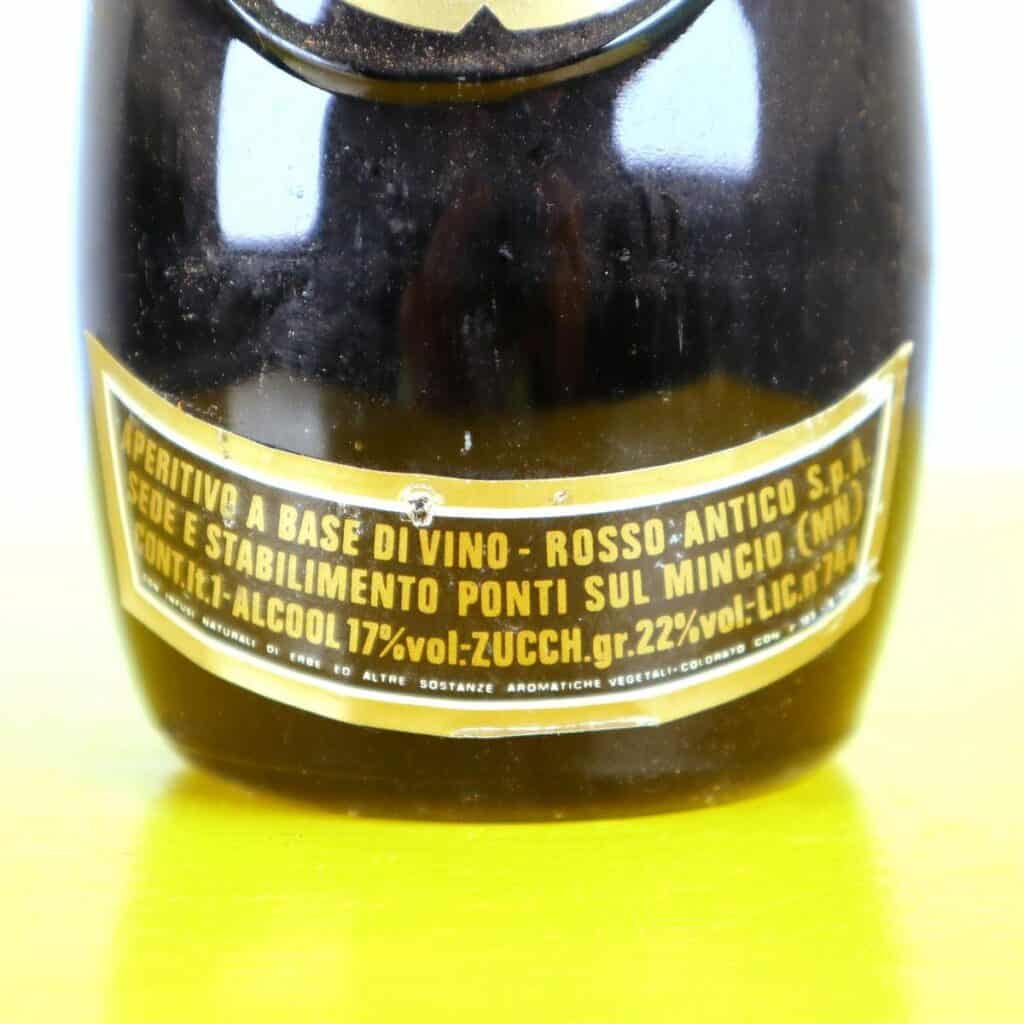 APERITIVO A BASE DI VINO - ROSSO ANTICO S.p.A.
SEDE E STABILIMENTO PONTI SUL MINCIO (MN)
CONT.lt.1-ALCOOL 17%vol.-ZUCCH.gr.22%vol.-LIC.n°744
CON INFUSI NATURALI DI ERBE ED ALTRE SOSTANZE AROMATICHE VEGETALI-COLORATO CON